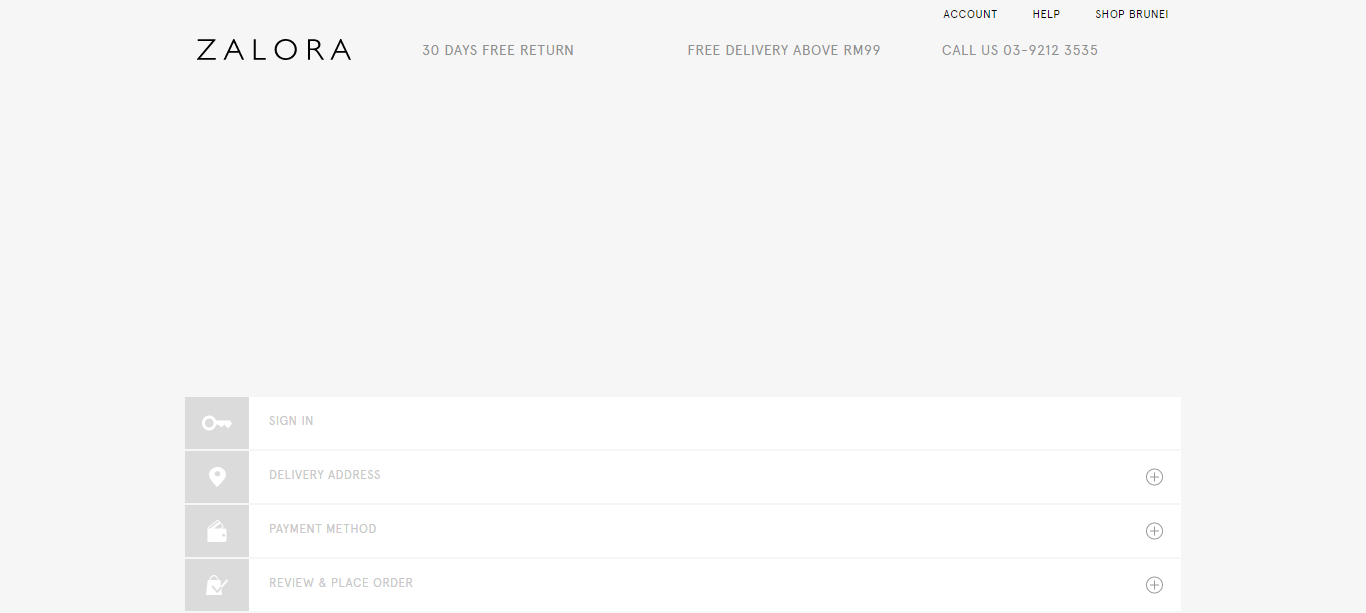 ACCOUNT HELP SHOP BRUNEI
ZALORA 30 DAYS FREE RETURN FREE DELIVERY ABOVE RM99 CALL US 03-9212 3535
SIGN IN
DELIVERY ADDRESS
PAYMENT METHOD
REVIEW & PLACE ORDER